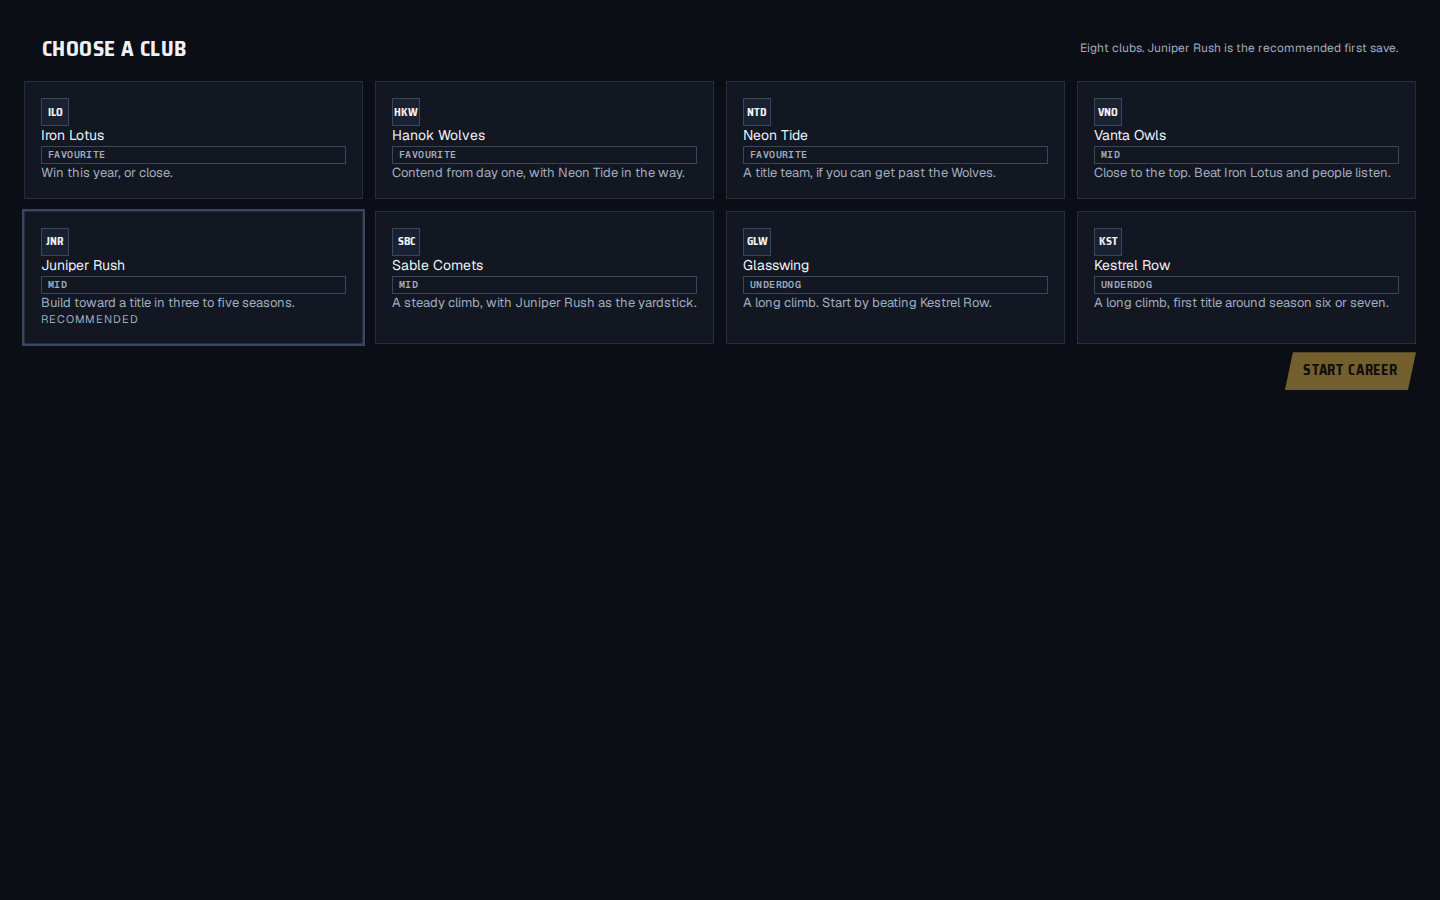 CHOOSE A CLUB
Eight clubs. Juniper Rush is the recommended first save.
ILO
Iron Lotus
FAVOURITE
Win this year, or close.
HKW
Hanok Wolves
FAVOURITE
Contend from day one, with Neon Tide in the way.
NTD
Neon Tide
FAVOURITE
A title team, if you can get past the Wolves.
VNO
Vanta Owls
MID
Close to the top. Beat Iron Lotus and people listen.
JNR
Juniper Rush
MID
Build toward a title in three to five seasons.
RECOMMENDED
SBC
Sable Comets
MID
A steady climb, with Juniper Rush as the yardstick.
GLW
Glasswing
UNDERDOG
A long climb. Start by beating Kestrel Row.
KST
Kestrel Row
UNDERDOG
A long climb, first title around season six or seven.
START CAREER